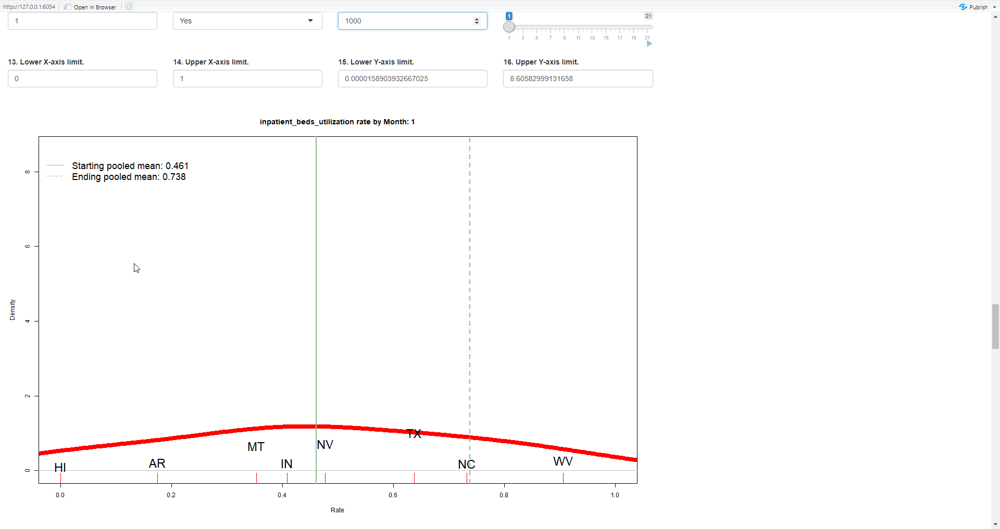 http://127.0.0.1:6054 Open in Browser Publish
1 Yes 1000 1 21
1 3 5 7 9 11 13 15 17 19 21
13. Lower X-axis limit. 14. Upper X-axis limit. 15. Lower Y-axis limit. 16. Upper Y-axis limit.
0 1 0.0000158903932667025 8.60582999131658
inpatient_beds_utilization rate by Month: 1
Starting pooled mean: 0.461
Ending pooled mean: 0.738
8
6
4
2
0
Density
TX
MT NV
HI AR IN NC WV
0.0 0.2 0.4 0.6 0.8 1.0
Rate